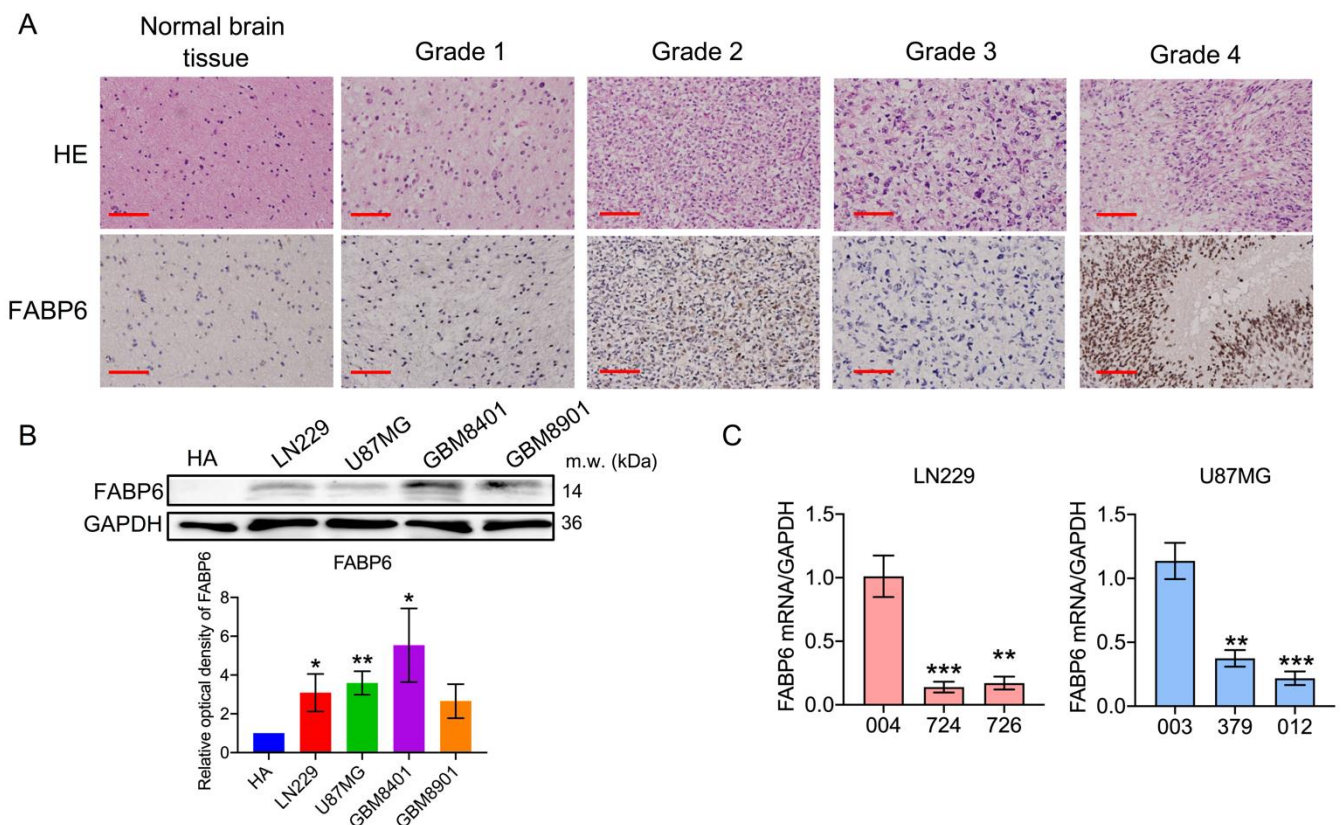 A
Normal brain
tissue
Grade 1
Grade 2
Grade 3
Grade 4
HE
FABP6
B
HA
LN229
U87MG
GBM8401
GBM8901
m.w. (kDa)
FABP6
14
GAPDH
36
FABP6
Relative optical density of FABP6
8
6
4
2
0
*
**
*
HA
LN229
U87MG
GBM8401
GBM8901
C
LN229
FABP6 mRNA/GAPDH
1.5
1.0
0.5
0.0
***
**
004
724
726
U87MG
FABP6 mRNA/GAPDH
1.5
1.0
0.5
0.0
**
***
003
379
012